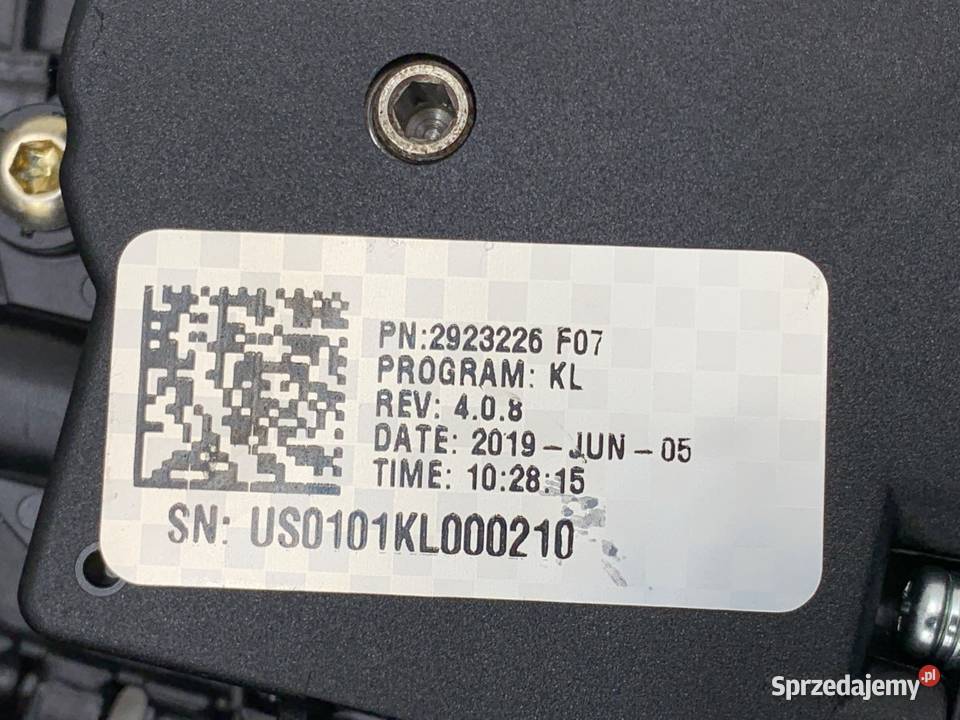 PN:2923226 F07
PROGRAM: KL
REV: 4.0.8
DATE: 2019-JUN-05
TIME: 10:28:15
SN: US0101KL000210
Sprzedajemy.pl